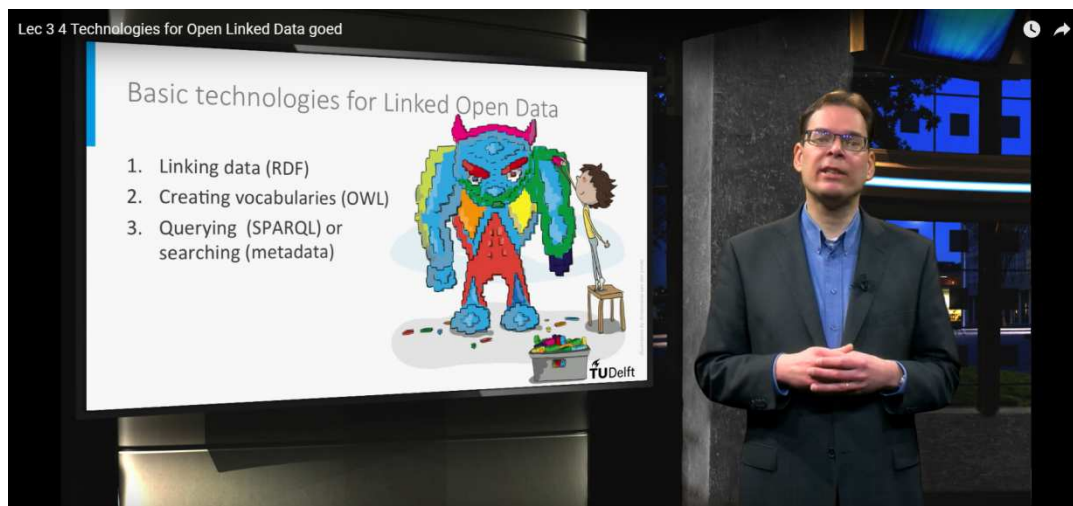 Lec 3 4 Technologies for Open Linked Data goed
Basic technologies for Linked Open Data
1. Linking data (RDF)
2. Creating vocabularies (OWL)
3. Querying (SPARQL) or
searching (metadata)
TUDelft